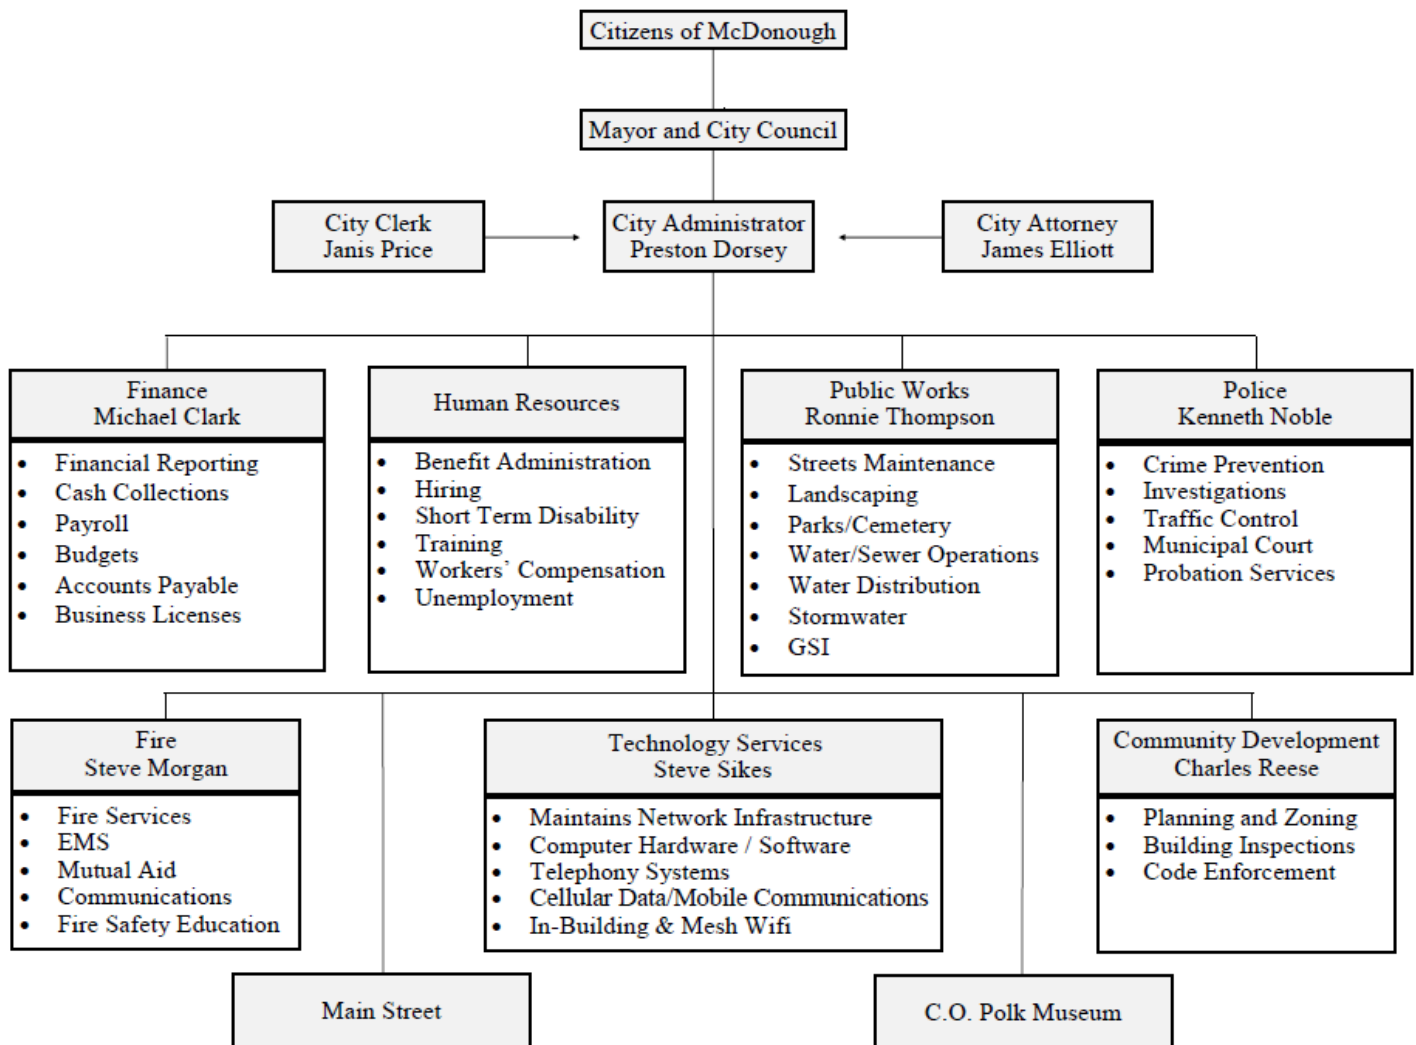 Citizens of McDonough
Mayor and City Council
City Clerk
Janis Price
City Administrator
Preston Dorsey
City Attorney
James Elliott
Finance
Michael Clark
• Financial Reporting
• Cash Collections
• Payroll
• Budgets
• Accounts Payable
• Business Licenses
Human Resources
• Benefit Administration
• Hiring
• Short Term Disability
• Training
• Workers’ Compensation
• Unemployment
Public Works
Ronnie Thompson
• Streets Maintenance
• Landscaping
• Parks/Cemetery
• Water/Sewer Operations
• Water Distribution
• Stormwater
• GSI
Police
Kenneth Noble
• Crime Prevention
• Investigations
• Traffic Control
• Municipal Court
• Probation Services
Fire
Steve Morgan
• Fire Services
• EMS
• Mutual Aid
• Communications
• Fire Safety Education
Technology Services
Steve Sikes
• Maintains Network Infrastructure
• Computer Hardware / Software
• Telephony Systems
• Cellular Data/Mobile Communications
• In-Building & Mesh Wifi
Community Development
Charles Reese
• Planning and Zoning
• Building Inspections
• Code Enforcement
Main Street
C.O. Polk Museum